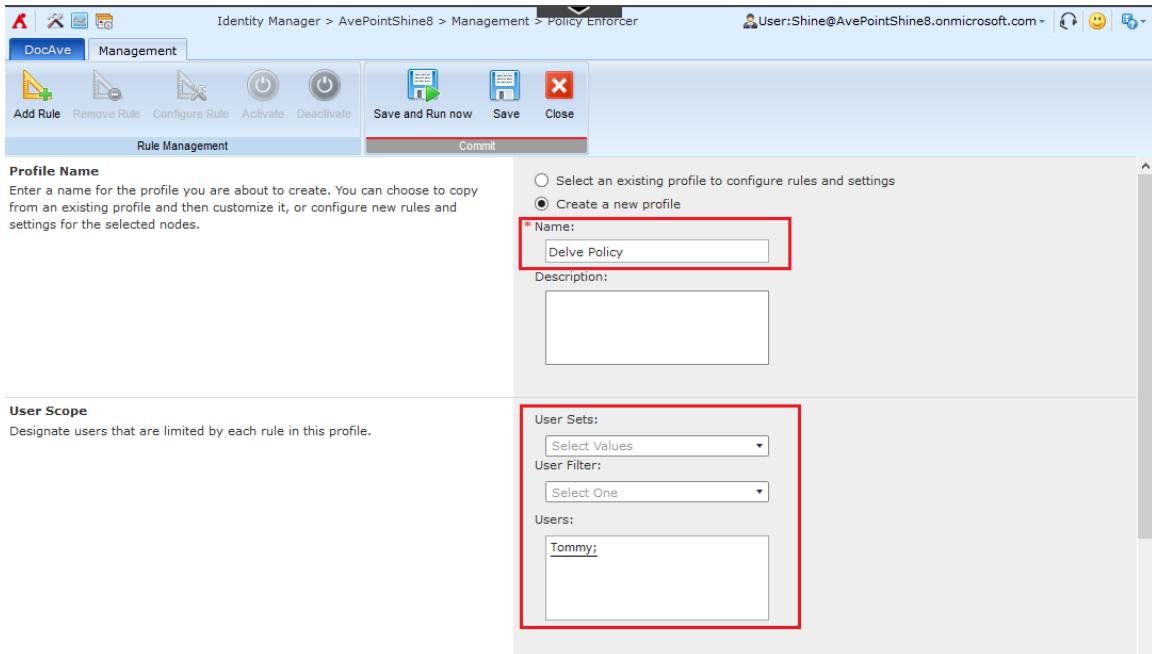 Identity Manager > AvePointShine8 > Management > Policy Enforcer
User:Shine@AvePointShine8.onmicrosoft.com
DocAve
Management
Add Rule Remove Rule Configure Rule Activate Deactivate
Save and Run now Save Close
Rule Management
Commit
Profile Name
Enter a name for the profile you are about to create. You can choose to copy
from an existing profile and then customize it, or configure new rules and
settings for the selected nodes.
Select an existing profile to configure rules and settings
Create a new profile
* Name:
Delve Policy
Description:
User Scope
Designate users that are limited by each rule in this profile.
User Sets:
Select Values
User Filter:
Select One
Users:
Tommy;